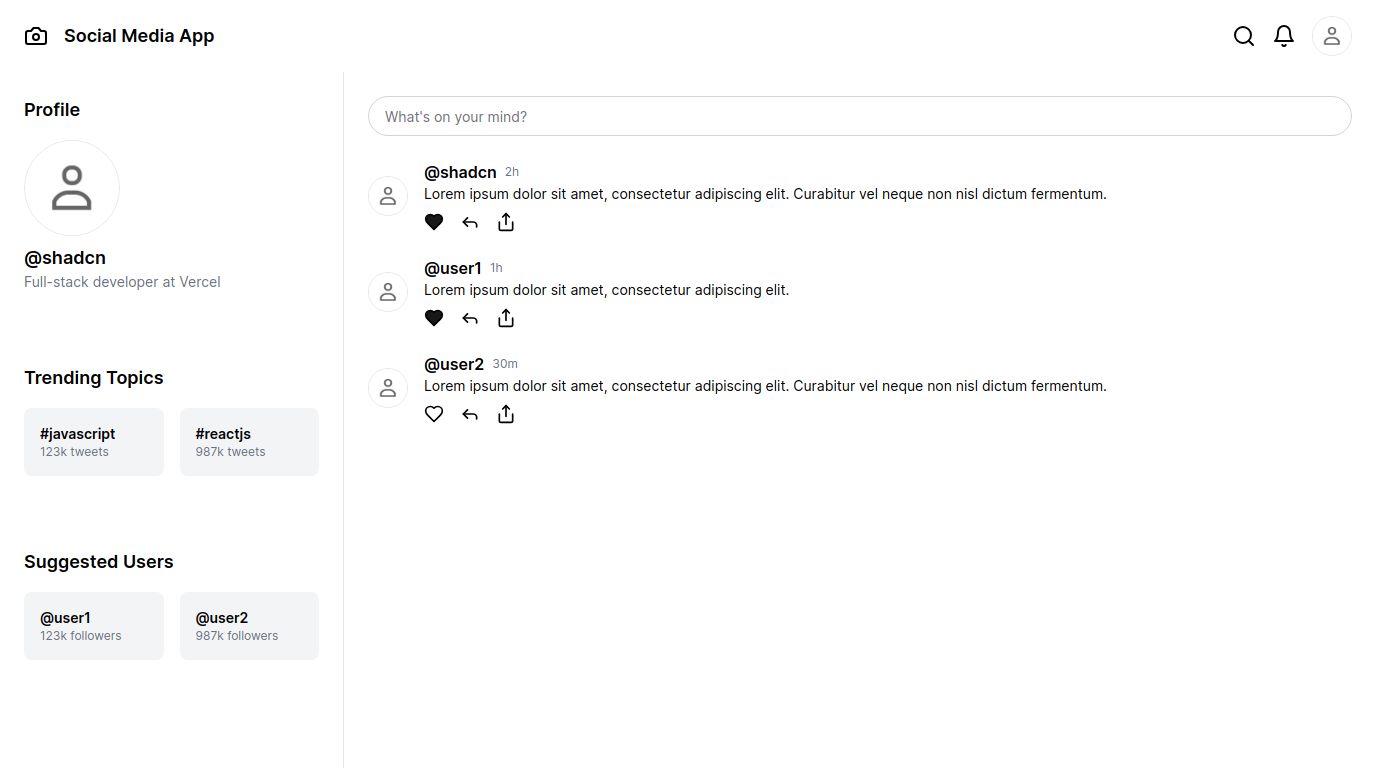 Social Media App
Profile
@shadcn
Full-stack developer at Vercel
Trending Topics
#javascript
123k tweets
#reactjs
987k tweets
Suggested Users
@user1
123k followers
@user2
987k followers
What's on your mind?
@shadcn 2h
Lorem ipsum dolor sit amet, consectetur adipiscing elit. Curabitur vel neque non nisl dictum fermentum.
@user1 1h
Lorem ipsum dolor sit amet, consectetur adipiscing elit.
@user2 30m
Lorem ipsum dolor sit amet, consectetur adipiscing elit. Curabitur vel neque non nisl dictum fermentum.